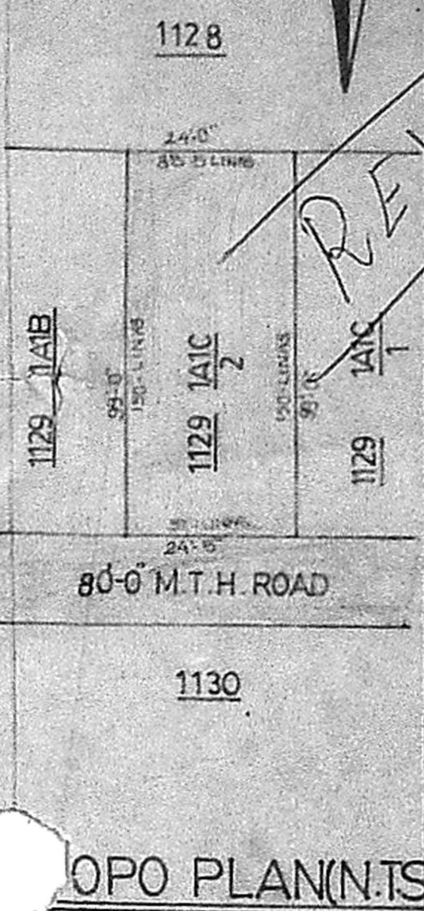 1128
24'-0"
1129 1A1B
99'-0"
150-LINKS
1129 1A1C
2
150-LINKS
1129 1A1C
1
24'-6"
80'-0" M.T.H. ROAD
1130
OPO PLAN(N.TS